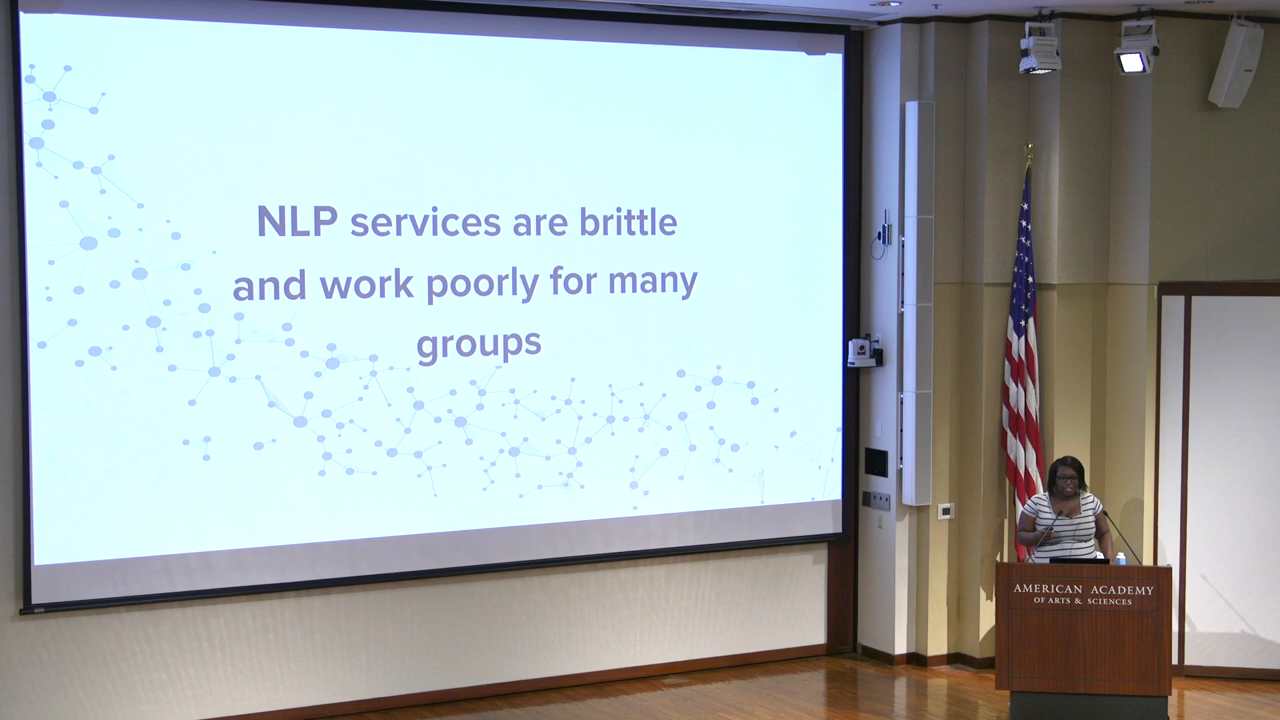 NLP services are brittle
and work poorly for many
groups
AMERICAN ACADEMY
OF ARTS & SCIENCES